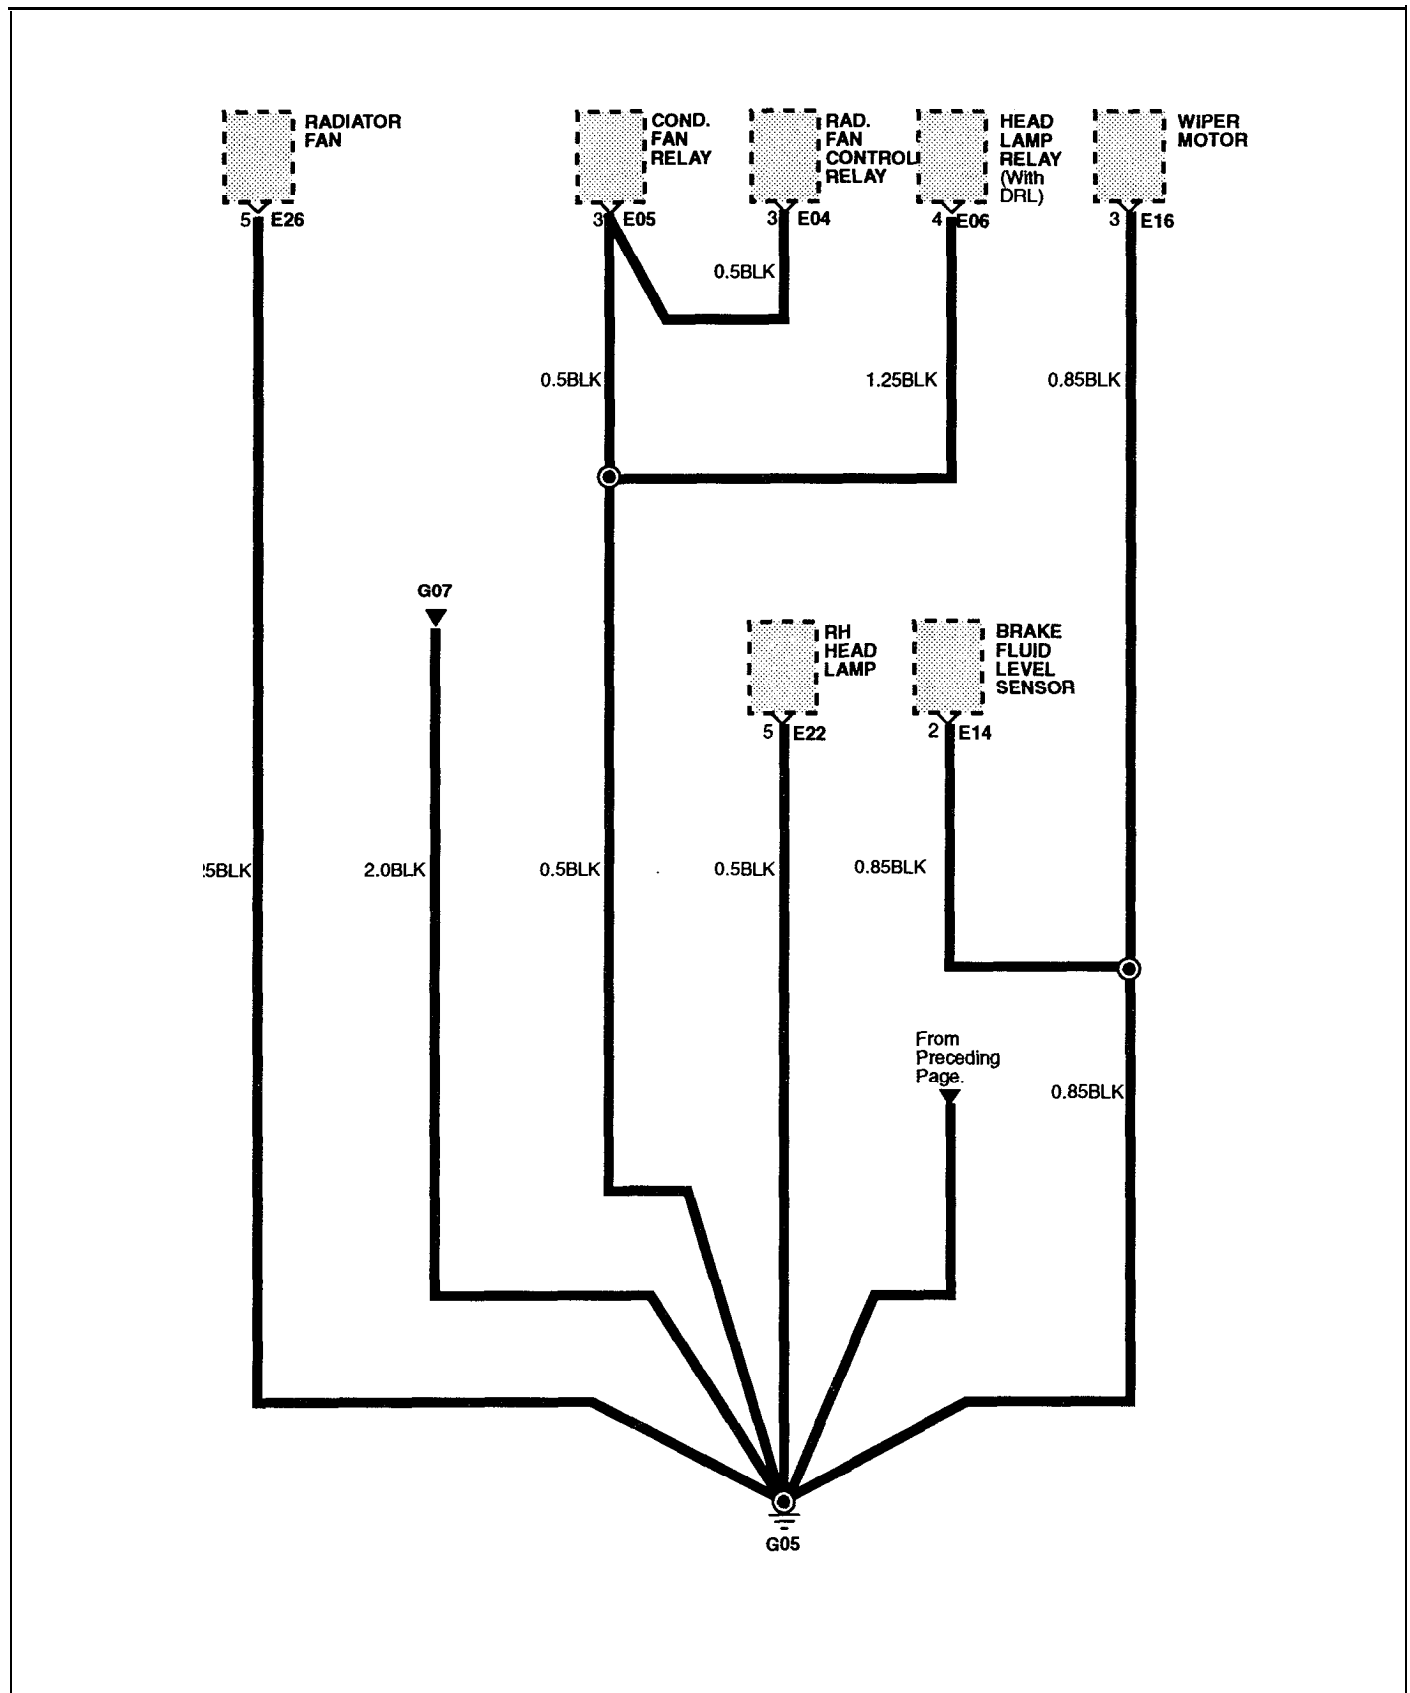 RADIATOR
FAN
5 E26
COND.
FAN
RELAY
3 E05
RAD.
FAN
CONTROL
RELAY
3 E04
HEAD
LAMP
RELAY
(With
DRL)
4 E06
WIPER
MOTOR
3 E16
0.5BLK
0.5BLK
1.25BLK
0.85BLK
G07
RH
HEAD
LAMP
5 E22
BRAKE
FLUID
LEVEL
SENSOR
2 E14
5BLK
2.0BLK
0.5BLK
0.5BLK
0.85BLK
From
Preceding
Page.
0.85BLK
G05